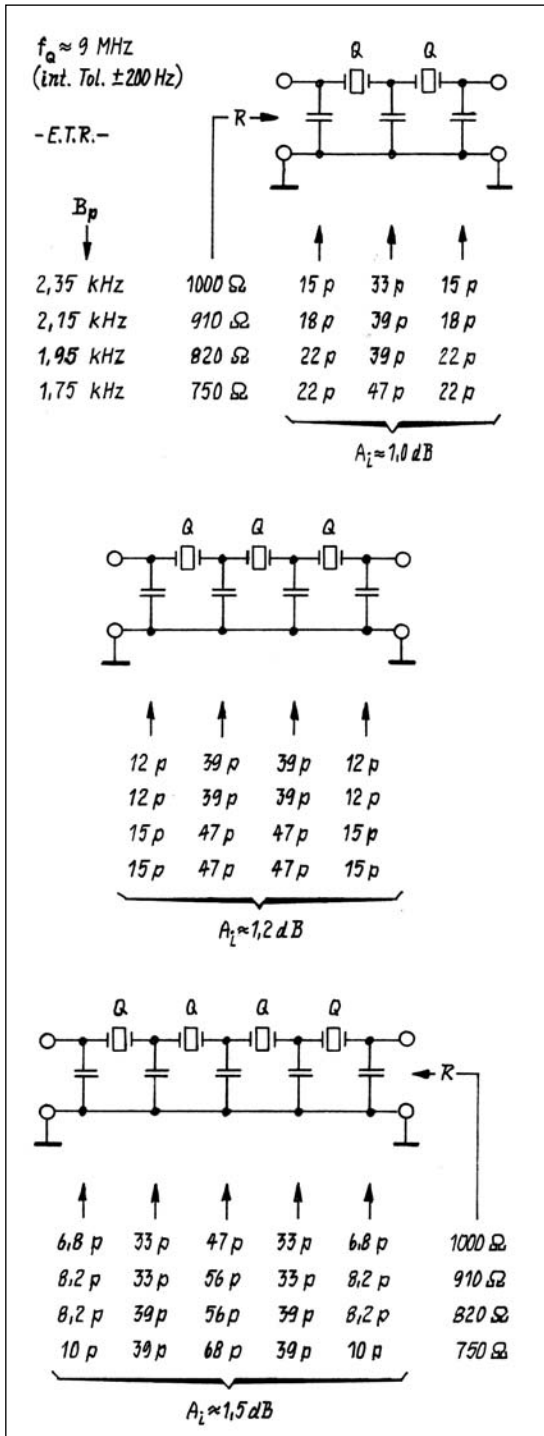 Q Q
f_Q ≈ 9 MHz
(int. Tol. ±200 Hz)
R
-E.T.R.-
B_p
2,35 kHz 1000 Ω 15 p 33 p 15 p
2,15 kHz 910 Ω 18 p 39 p 18 p
1,95 kHz 820 Ω 22 p 39 p 22 p
1,75 kHz 750 Ω 22 p 47 p 22 p
A_i ≈ 1,0 dB
Q Q Q
12 p 39 p 39 p 12 p
12 p 39 p 39 p 12 p
15 p 47 p 47 p 15 p
15 p 47 p 47 p 15 p
A_i ≈ 1,2 dB
Q Q Q Q
R
6,8 p 33 p 47 p 33 p 6,8 p 1000 Ω
8,2 p 33 p 56 p 33 p 8,2 p 910 Ω
8,2 p 39 p 56 p 39 p 8,2 p 820 Ω
10 p 39 p 68 p 39 p 10 p 750 Ω
A_i ≈ 1,5 dB